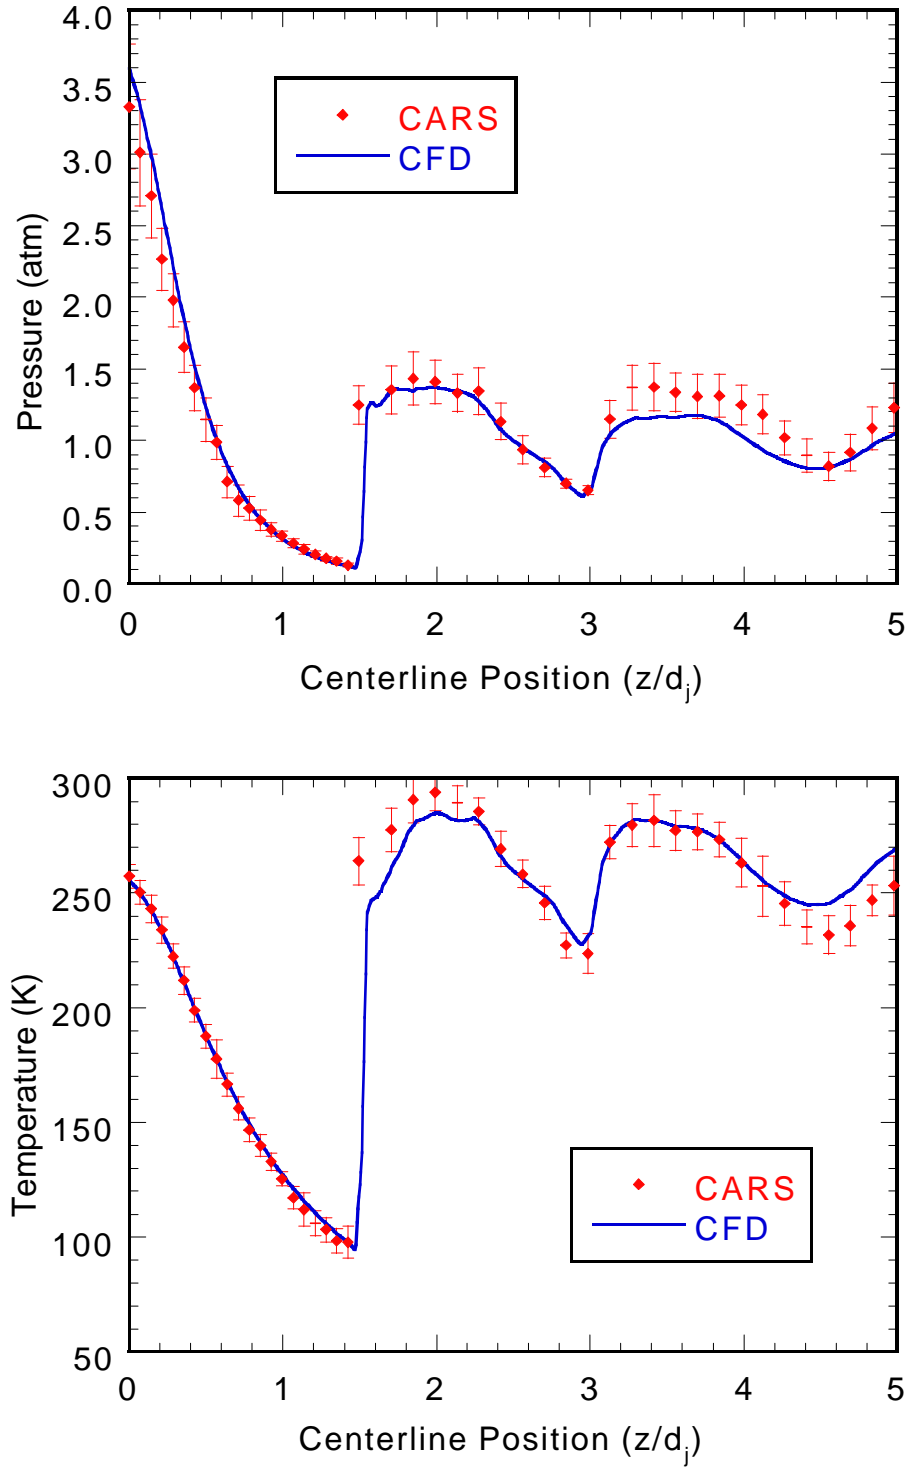 4.0
3.5
3.0
2.5
2.0
1.5
1.0
0.5
0.0
Pressure (atm)
CARS
CFD
0 1 2 3 4 5
Centerline Position (z/dj)
300
250
200
150
100
50
Temperature (K)
CARS
CFD
0 1 2 3 4 5
Centerline Position (z/dj)